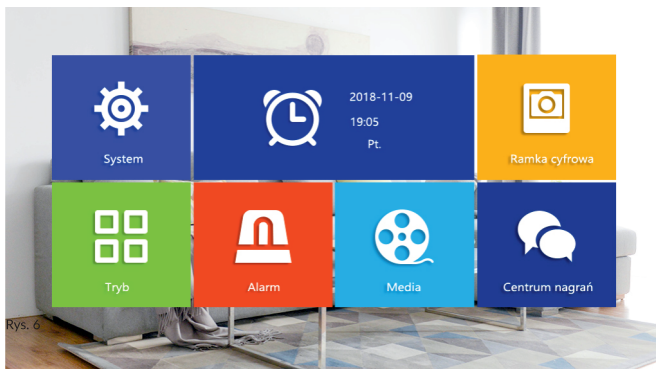 2018-11-09
19:05
Pt.
System
Ramka cyfrowa
Tryb
Alarm
Media
Centrum nagrań
Rys. 6